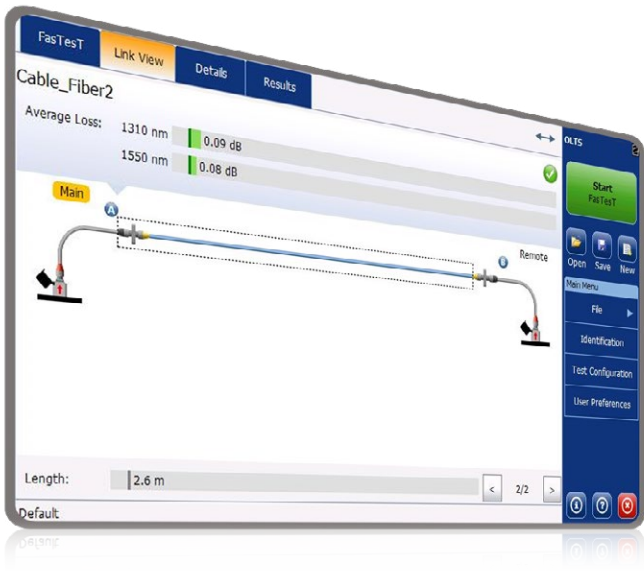 FasTesT
Link View
Details
Results
Cable_Fiber2
Average Loss:
1310 nm 0.09 dB
1550 nm 0.08 dB
Main
A
B
Remote
Length: 2.6 m
< 2/2 >
Default
OLTS
2
Start
FasTesT
Open Save New
Main Menu
File
Identification
Test Configuration
User Preferences